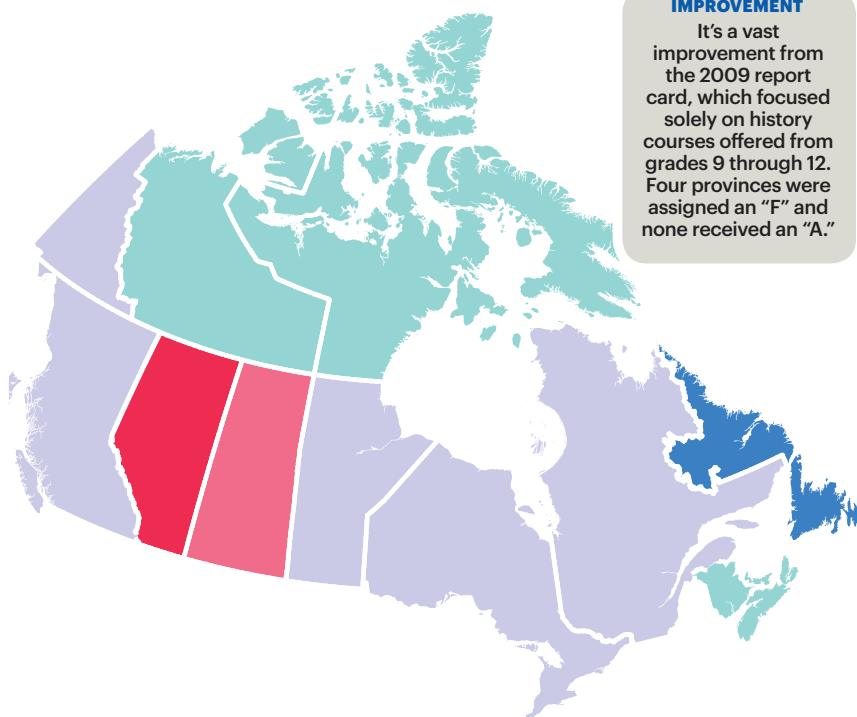 IMPROVEMENT
It's a vast
improvement from
the 2009 report
card, which focused
solely on history
courses offered from
grades 9 through 12.
Four provinces were
assigned an “F” and
none received an “A.”